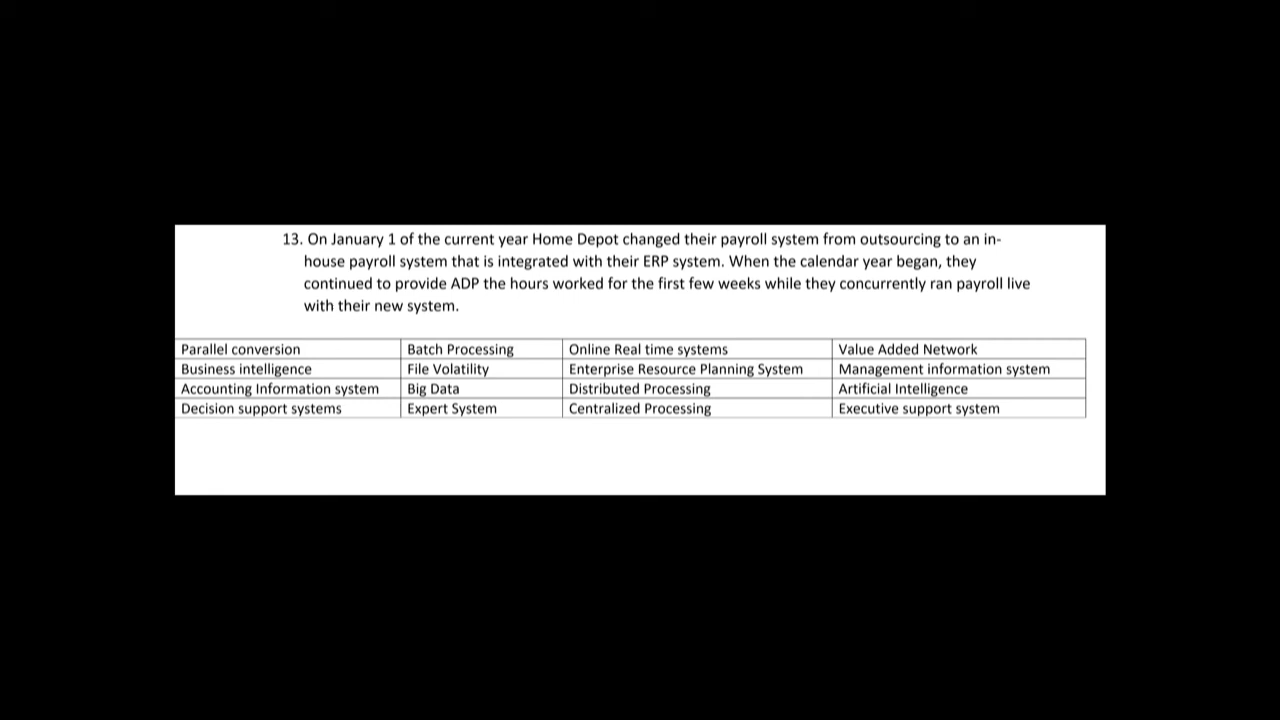 13. On January 1 of the current year Home Depot changed their payroll system from outsourcing to an in-
house payroll system that is integrated with their ERP system. When the calendar year began, they
continued to provide ADP the hours worked for the first few weeks while they concurrently ran payroll live
with their new system.
Parallel conversion Batch Processing Online Real time systems Value Added Network
Business intelligence File Volatility Enterprise Resource Planning System Management information system
Accounting Information system Big Data Distributed Processing Artificial Intelligence
Decision support systems Expert System Centralized Processing Executive support system